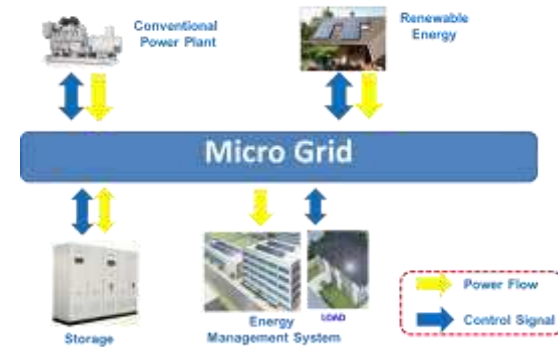 Conventional
Power Plant
Renewable
Energy
Micro Grid
Storage
Energy
Management System
LOAD
Power Flow
Control Signal